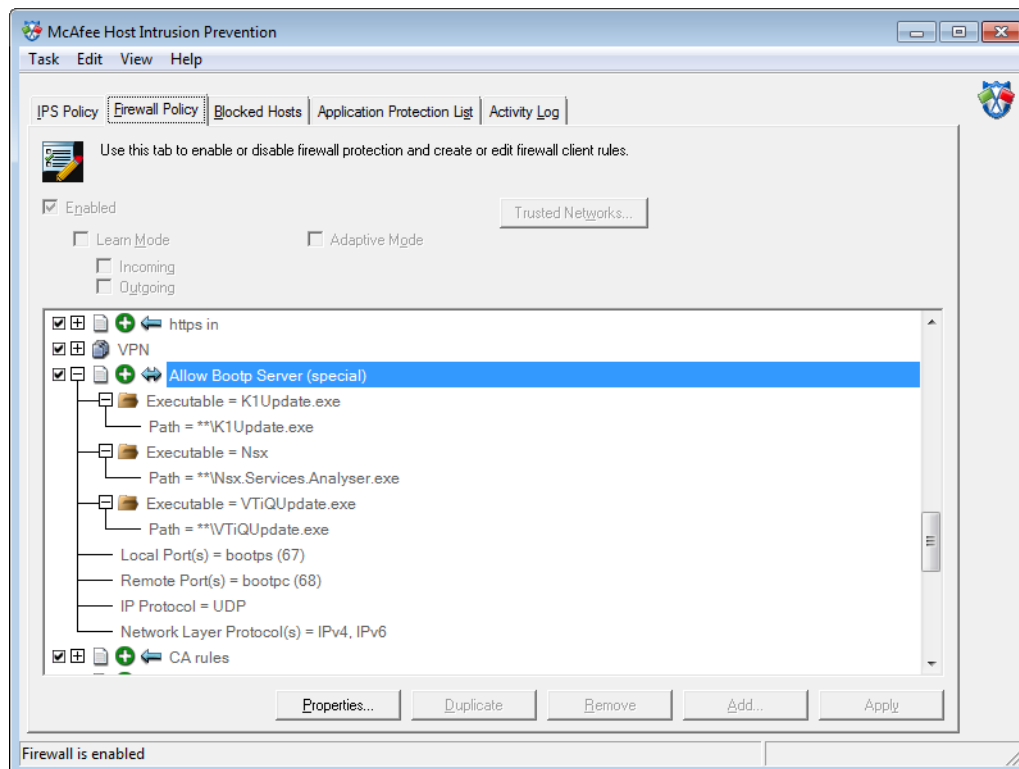 McAfee Host Intrusion Prevention
Task Edit View Help
IPS Policy Firewall Policy Blocked Hosts Application Protection List Activity Log
Use this tab to enable or disable firewall protection and create or edit firewall client rules.
Enabled
Trusted Networks...
Learn Mode Adaptive Mode
Incoming
Outgoing
https in
VPN
Allow Bootp Server (special)
Executable = K1Update.exe
Path = **\K1Update.exe
Executable = Nsx
Path = **\Nsx.Services.Analyser.exe
Executable = VTiQUpdate.exe
Path = **\VTiQUpdate.exe
Local Port(s) = bootps (67)
Remote Port(s) = bootpc (68)
IP Protocol = UDP
Network Layer Protocol(s) = IPv4, IPv6
CA rules
Properties... Duplicate Remove Add... Apply
Firewall is enabled